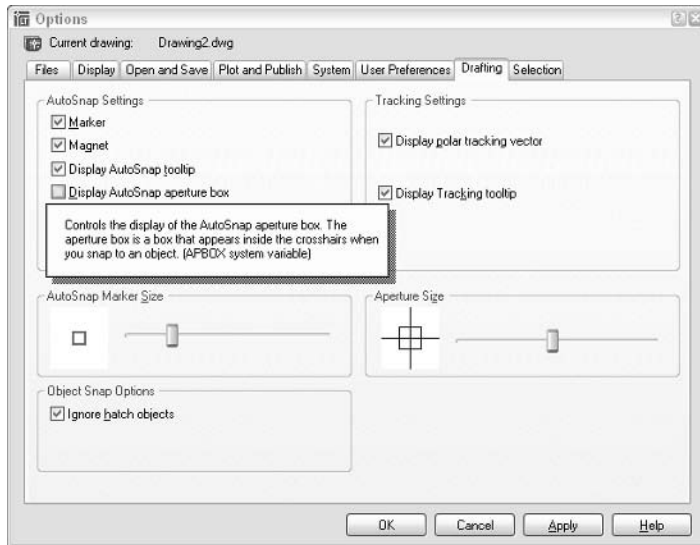 Options
Current drawing: Drawing2.dwg
Files Display Open and Save Plot and Publish System User Preferences Drafting Selection
AutoSnap Settings
Marker
Magnet
Display AutoSnap tooltip
Display AutoSnap aperture box
Controls the display of the AutoSnap aperture box. The
aperture box is a box that appears inside the crosshairs when
you snap to an object. (APBOX system variable)
Tracking Settings
Display polar tracking vector
Display Tracking tooltip
AutoSnap Marker Size
Aperture Size
Object Snap Options
Ignore hatch objects
OK Cancel Apply Help